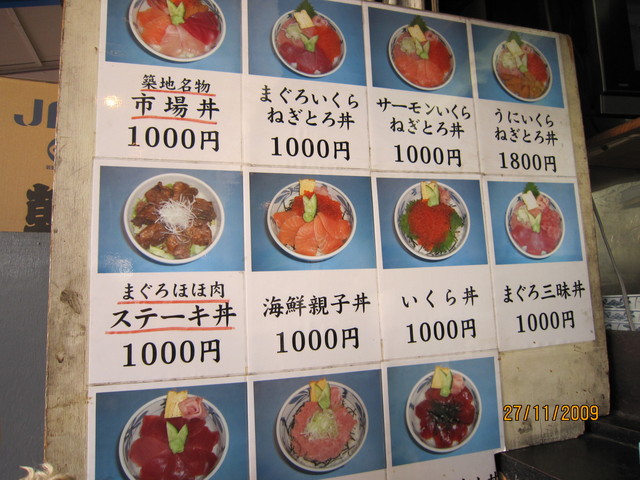 築地名物
市場丼
1000円
まぐろいくら
ねぎとろ丼
1000円
サーモンいくら
ねぎとろ丼
1000円
うにいくら
ねぎとろ丼
1800円
まぐろほほ肉
ステーキ丼
1000円
海鮮親子丼
1000円
いくら丼
1000円
まぐろ三昧丼
1000円
27/11/2009